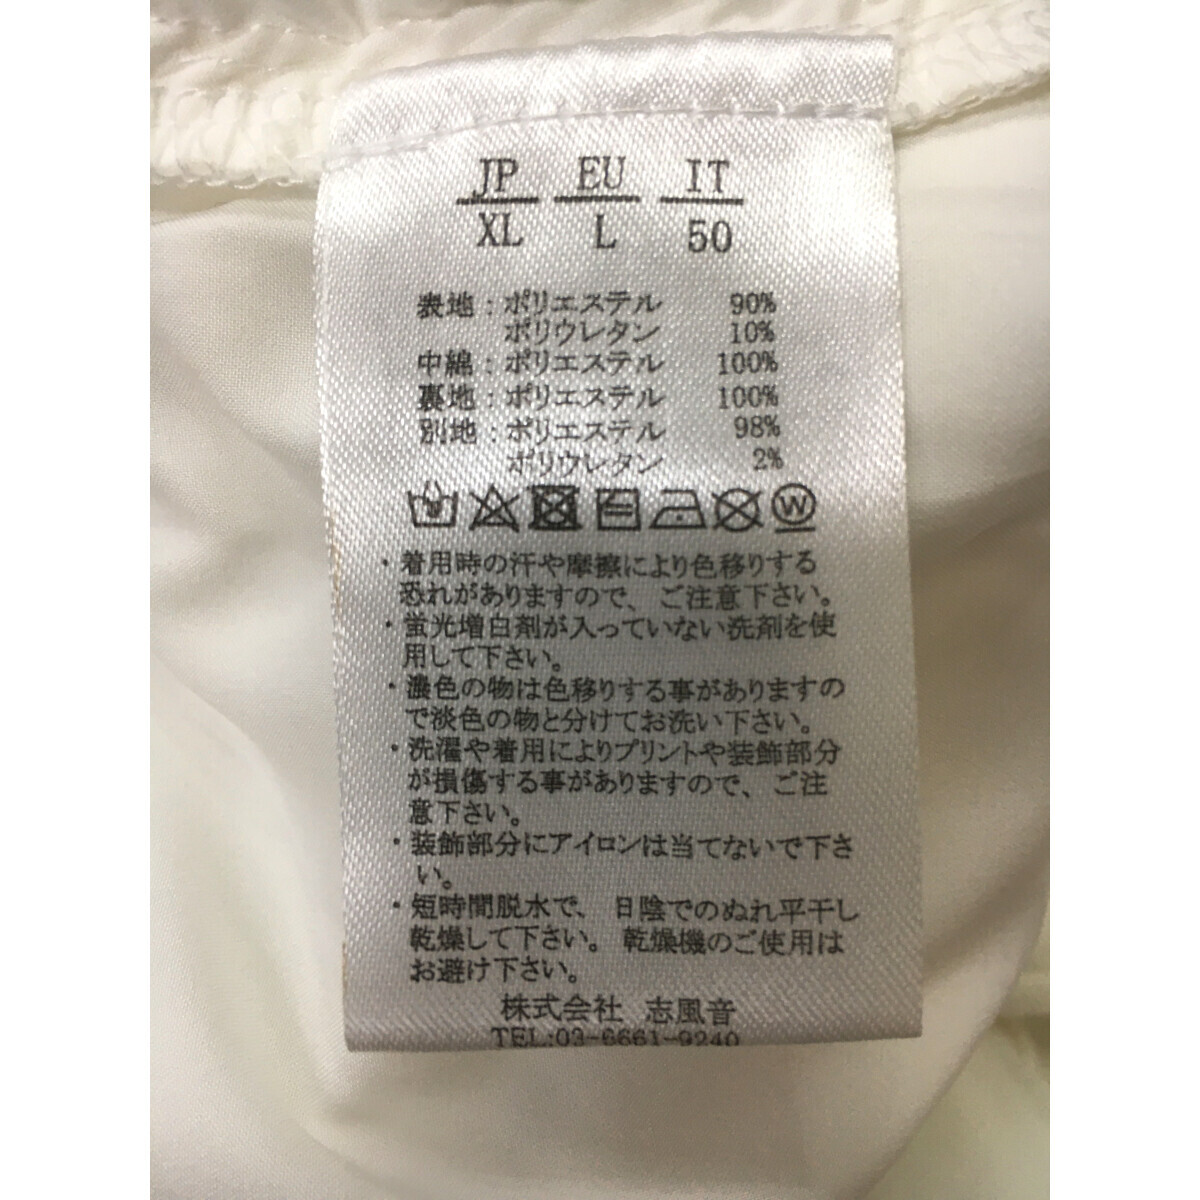 JP EU IT
XL L 50
表地：ポリエステル 90%
ポリウレタン 10%
中綿：ポリエステル 100%
裏地：ポリエステル 100%
別地：ポリエステル 98%
ポリウレタン 2%
W
・着用時の汗や摩擦により色移りする
恐れがありますので、ご注意下さい。
・蛍光増白剤が入っていない洗剤を使
用して下さい。
・濃色の物は色移りする事がありますの
で淡色の物と分けてお洗い下さい。
・洗濯や着用によりプリントや装飾部分
が損傷する事がありますので、ご注
意下さい。
・装飾部分にアイロンは当てないで下さ
い。
・短時間脱水で、日陰でのぬれ平干し
乾燥して下さい。乾燥機のご使用は
お避け下さい。
株式会社 志風音
TEL:03-6661-9240